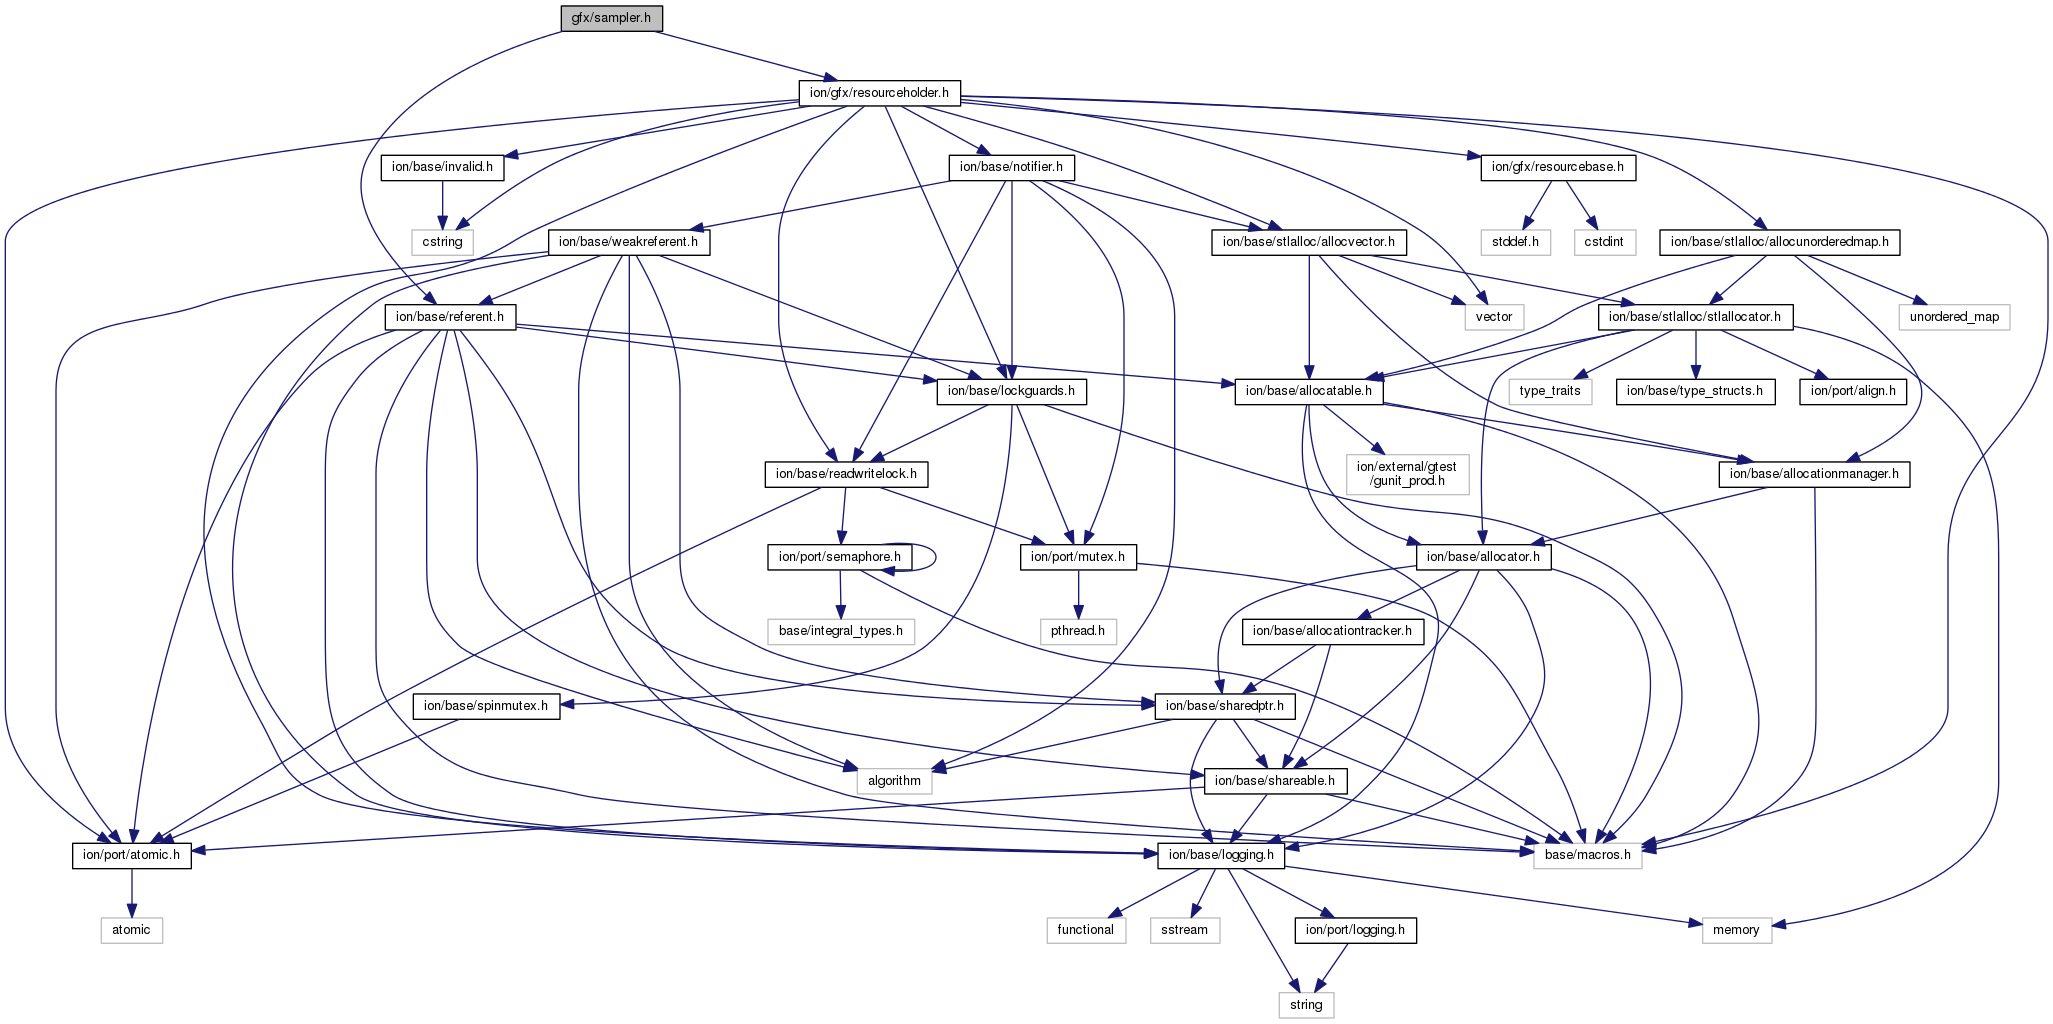 gfx/sampler.h
ion/gfx/resourceholder.h
ion/base/invalid.h
ion/base/notifier.h
ion/gfx/resourcebase.h
cstring
ion/base/weakreferent.h
ion/base/stlalloc/allocvector.h
stddef.h
cstdint
ion/base/stlalloc/allocunorderedmap.h
ion/base/referent.h
vector
ion/base/stlalloc/stlallocator.h
unordered_map
ion/base/lockguards.h
ion/base/allocatable.h
type_traits
ion/base/type_structs.h
ion/port/align.h
ion/base/readwritelock.h
ion/external/gtest
/gunit_prod.h
ion/base/allocationmanager.h
ion/port/semaphore.h
ion/port/mutex.h
ion/base/allocator.h
base/integral_types.h
pthread.h
ion/base/allocationtracker.h
ion/base/spinmutex.h
ion/base/sharedptr.h
algorithm
ion/base/shareable.h
ion/port/atomic.h
ion/base/logging.h
base/macros.h
atomic
functional
sstream
ion/port/logging.h
memory
string